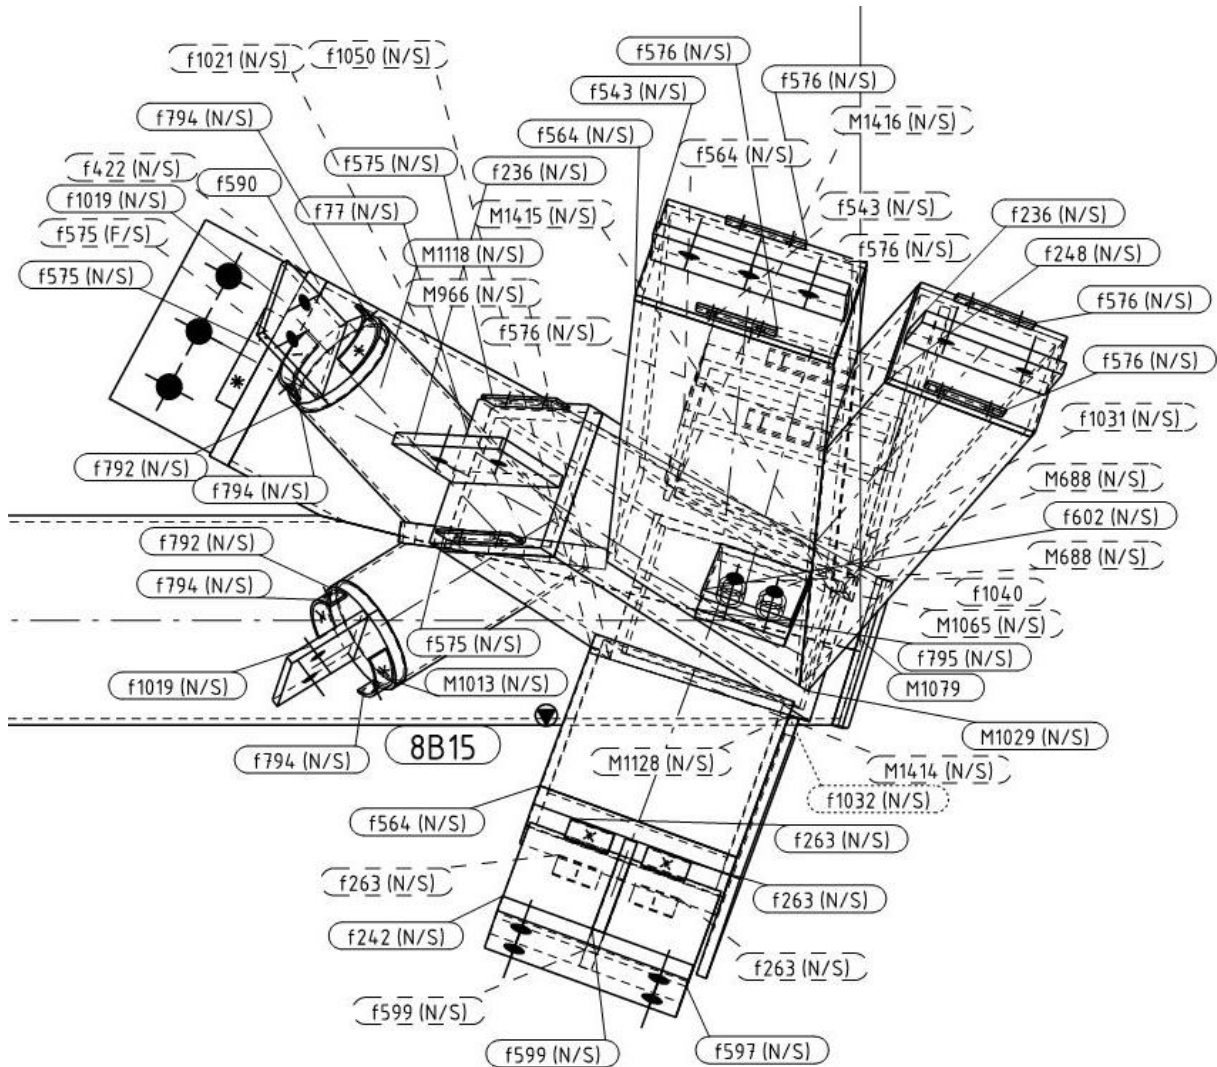 f576 (N/S)
f1021 (N/S)
f1050 (N/S)
f576 (N/S)
f543 (N/S)
f794 (N/S)
M1416 (N/S)
f564 (N/S)
f564 (N/S)
f422 (N/S)
f575 (N/S)
f236 (N/S)
f590
f1019 (N/S)
f77 (N/S)
M1415 (N/S)
f543 (N/S)
f236 (N/S)
f575 (F/S)
M1118 (N/S)
f576 (N/S)
f248 (N/S)
f575 (N/S)
M966 (N/S)
f576 (N/S)
f576 (N/S)
f576 (N/S)
f1031 (N/S)
f792 (N/S)
f794 (N/S)
M688 (N/S)
f602 (N/S)
f792 (N/S)
M688 (N/S)
f794 (N/S)
f1040
M1065 (N/S)
f575 (N/S)
f795 (N/S)
f1019 (N/S)
M1013 (N/S)
M1079
8B15
M1029 (N/S)
f794 (N/S)
M1128 (N/S)
M1414 (N/S)
f1032 (N/S)
f564 (N/S)
f263 (N/S)
f263 (N/S)
f263 (N/S)
f242 (N/S)
f263 (N/S)
f599 (N/S)
f599 (N/S)
f597 (N/S)